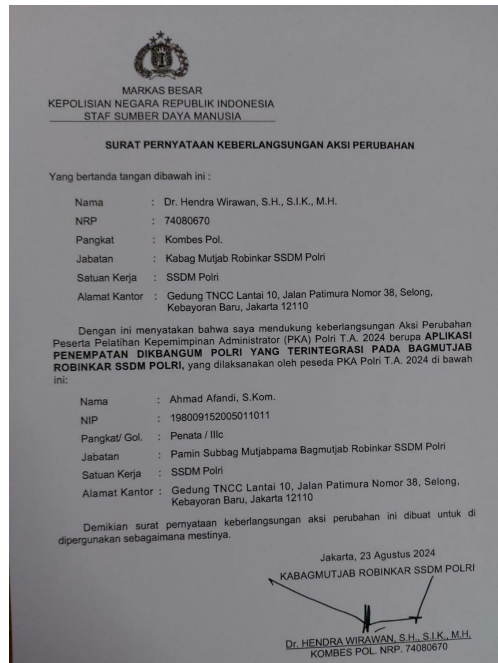 MARKAS BESAR
KEPOLISIAN NEGARA REPUBLIK INDONESIA
STAF SUMBER DAYA MANUSIA
SURAT PERNYATAAN KEBERLANGSUNGAN AKSI PERUBAHAN
Yang bertanda tangan dibawah ini :
Nama : Dr. Hendra Wirawan, S.H., S.I.K., M.H.
NRP : 74080670
Pangkat : Kombes Pol.
Jabatan : Kabag Mutjab Robinkar SSDM Polri
Satuan Kerja : SSDM Polri
Alamat Kantor : Gedung TNCC Lantai 10, Jalan Patimura Nomor 38, Selong,
Kebayoran Baru, Jakarta 12110
Dengan ini menyatakan bahwa saya mendukung keberlangsungan Aksi Perubahan
Peserta Pelatihan Kepemimpinan Administrator (PKA) Polri T.A. 2024 berupa APLIKASI
PENEMPATAN DIKBANGUM POLRI YANG TERINTEGRASI PADA BAGMUTJAB
ROBINKAR SSDM POLRI, yang dilaksanakan oleh peseda PKA Polri T.A. 2024 di bawah
ini:
Nama : Ahmad Afandi, S.Kom.
NIP : 198009152005011011
Pangkat/ Gol. : Penata / IIIc
Jabatan : Pamin Subbag Mutjabpama Bagmutjab Robinkar SSDM Polri
Satuan Kerja : SSDM Polri
Alamat Kantor : Gedung TNCC Lantai 10, Jalan Patimura Nomor 38, Selong,
Kebayoran Baru, Jakarta 12110
Demikian surat pernyataan keberlangsungan aksi perubahan ini dibuat untuk di
dipergunakan sebagaimana mestinya.
Jakarta, 23 Agustus 2024
KABAGMUTJAB ROBINKAR SSDM POLRI
Dr. HENDRA WIRAWAN, S.H., S.I.K., M.H.
KOMBES POL. NRP. 74080670